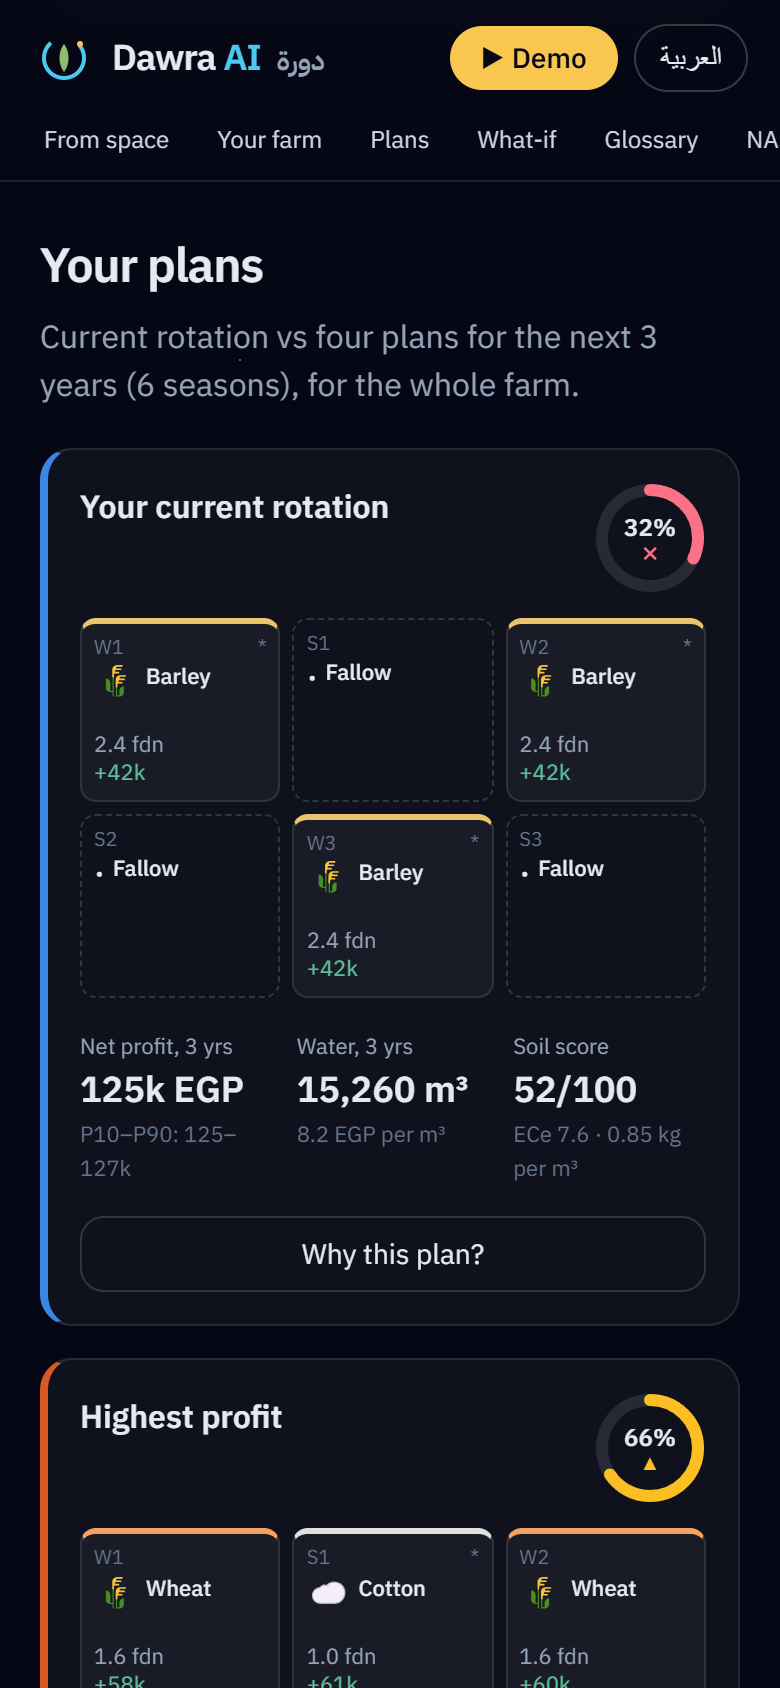 Dawra AI دورة
▶ Demo
العربية
From space Your farm Plans What-if Glossary NA
Your plans
Current rotation vs four plans for the next 3
years (6 seasons), for the whole farm.
Your current rotation
32%
×
W1 *
Barley
2.4 fdn
+42k
S1
. Fallow
W2 *
Barley
2.4 fdn
+42k
S2
. Fallow
W3 *
Barley
2.4 fdn
+42k
S3
. Fallow
Net profit, 3 yrs
125k EGP
P10–P90: 125–
127k
Water, 3 yrs
15,260 m³
8.2 EGP per m³
Soil score
52/100
ECe 7.6 · 0.85 kg
per m³
Why this plan?
Highest profit
66%
▲
W1
Wheat
1.6 fdn
+58k
S1 *
Cotton
1.0 fdn
+61k
W2
Wheat
1.6 fdn
+60k